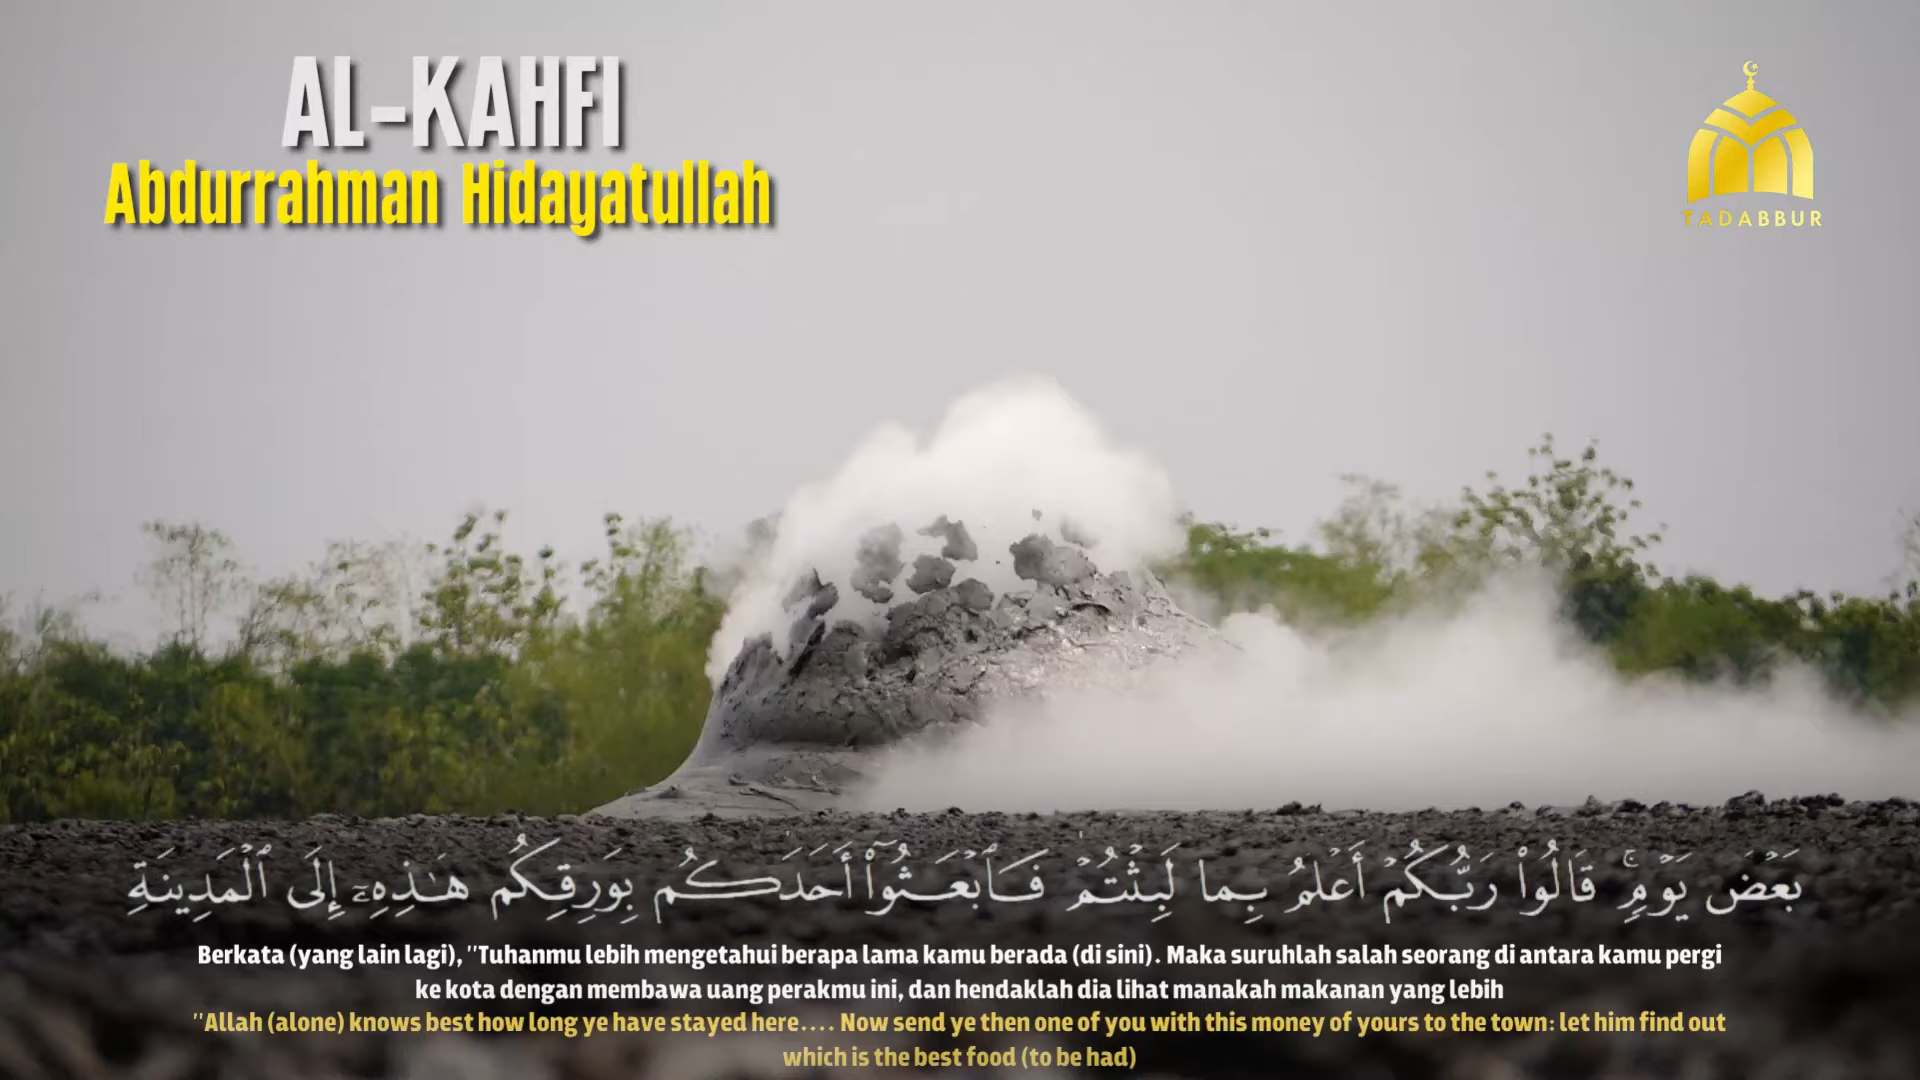 AL-KAHFI
Abdurrahman Hidayatullah
TADABBUR
بَعْضَ يَوْمٍۚ قَالُوا۟ رَبُّكُمْ أَعْلَمُ بِمَا لَبِثْتُمْ فَٱبْعَثُوٓا۟ أَحَدَكُم بِوَرِقِكُمْ هَـٰذِهِۦٓ إِلَى ٱلْمَدِينَةِ
Berkata (yang lain lagi), "Tuhanmu lebih mengetahui berapa lama kamu berada (di sini). Maka suruhlah salah seorang di antara kamu pergi
ke kota dengan membawa uang perakmu ini, dan hendaklah dia lihat manakah makanan yang lebih
"Allah (alone) knows best how long ye have stayed here.... Now send ye then one of you with this money of yours to the town: let him find out
which is the best food (to be had)